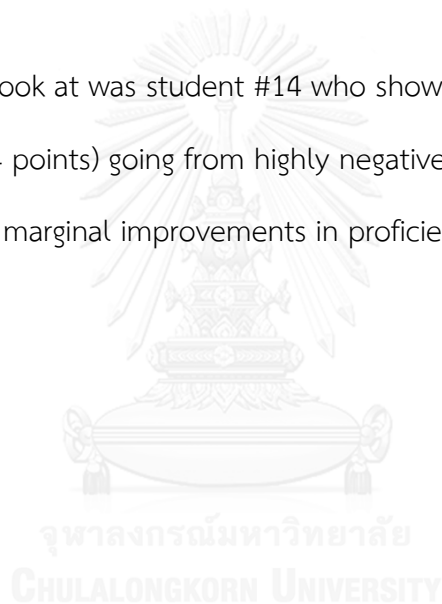 ook at was student #14 who show
points) going from highly negative
marginal improvements in proficie
จุฬาลงกรณ์มหาวิทยาลัย
CHULALONGKORN UNIVERSITY